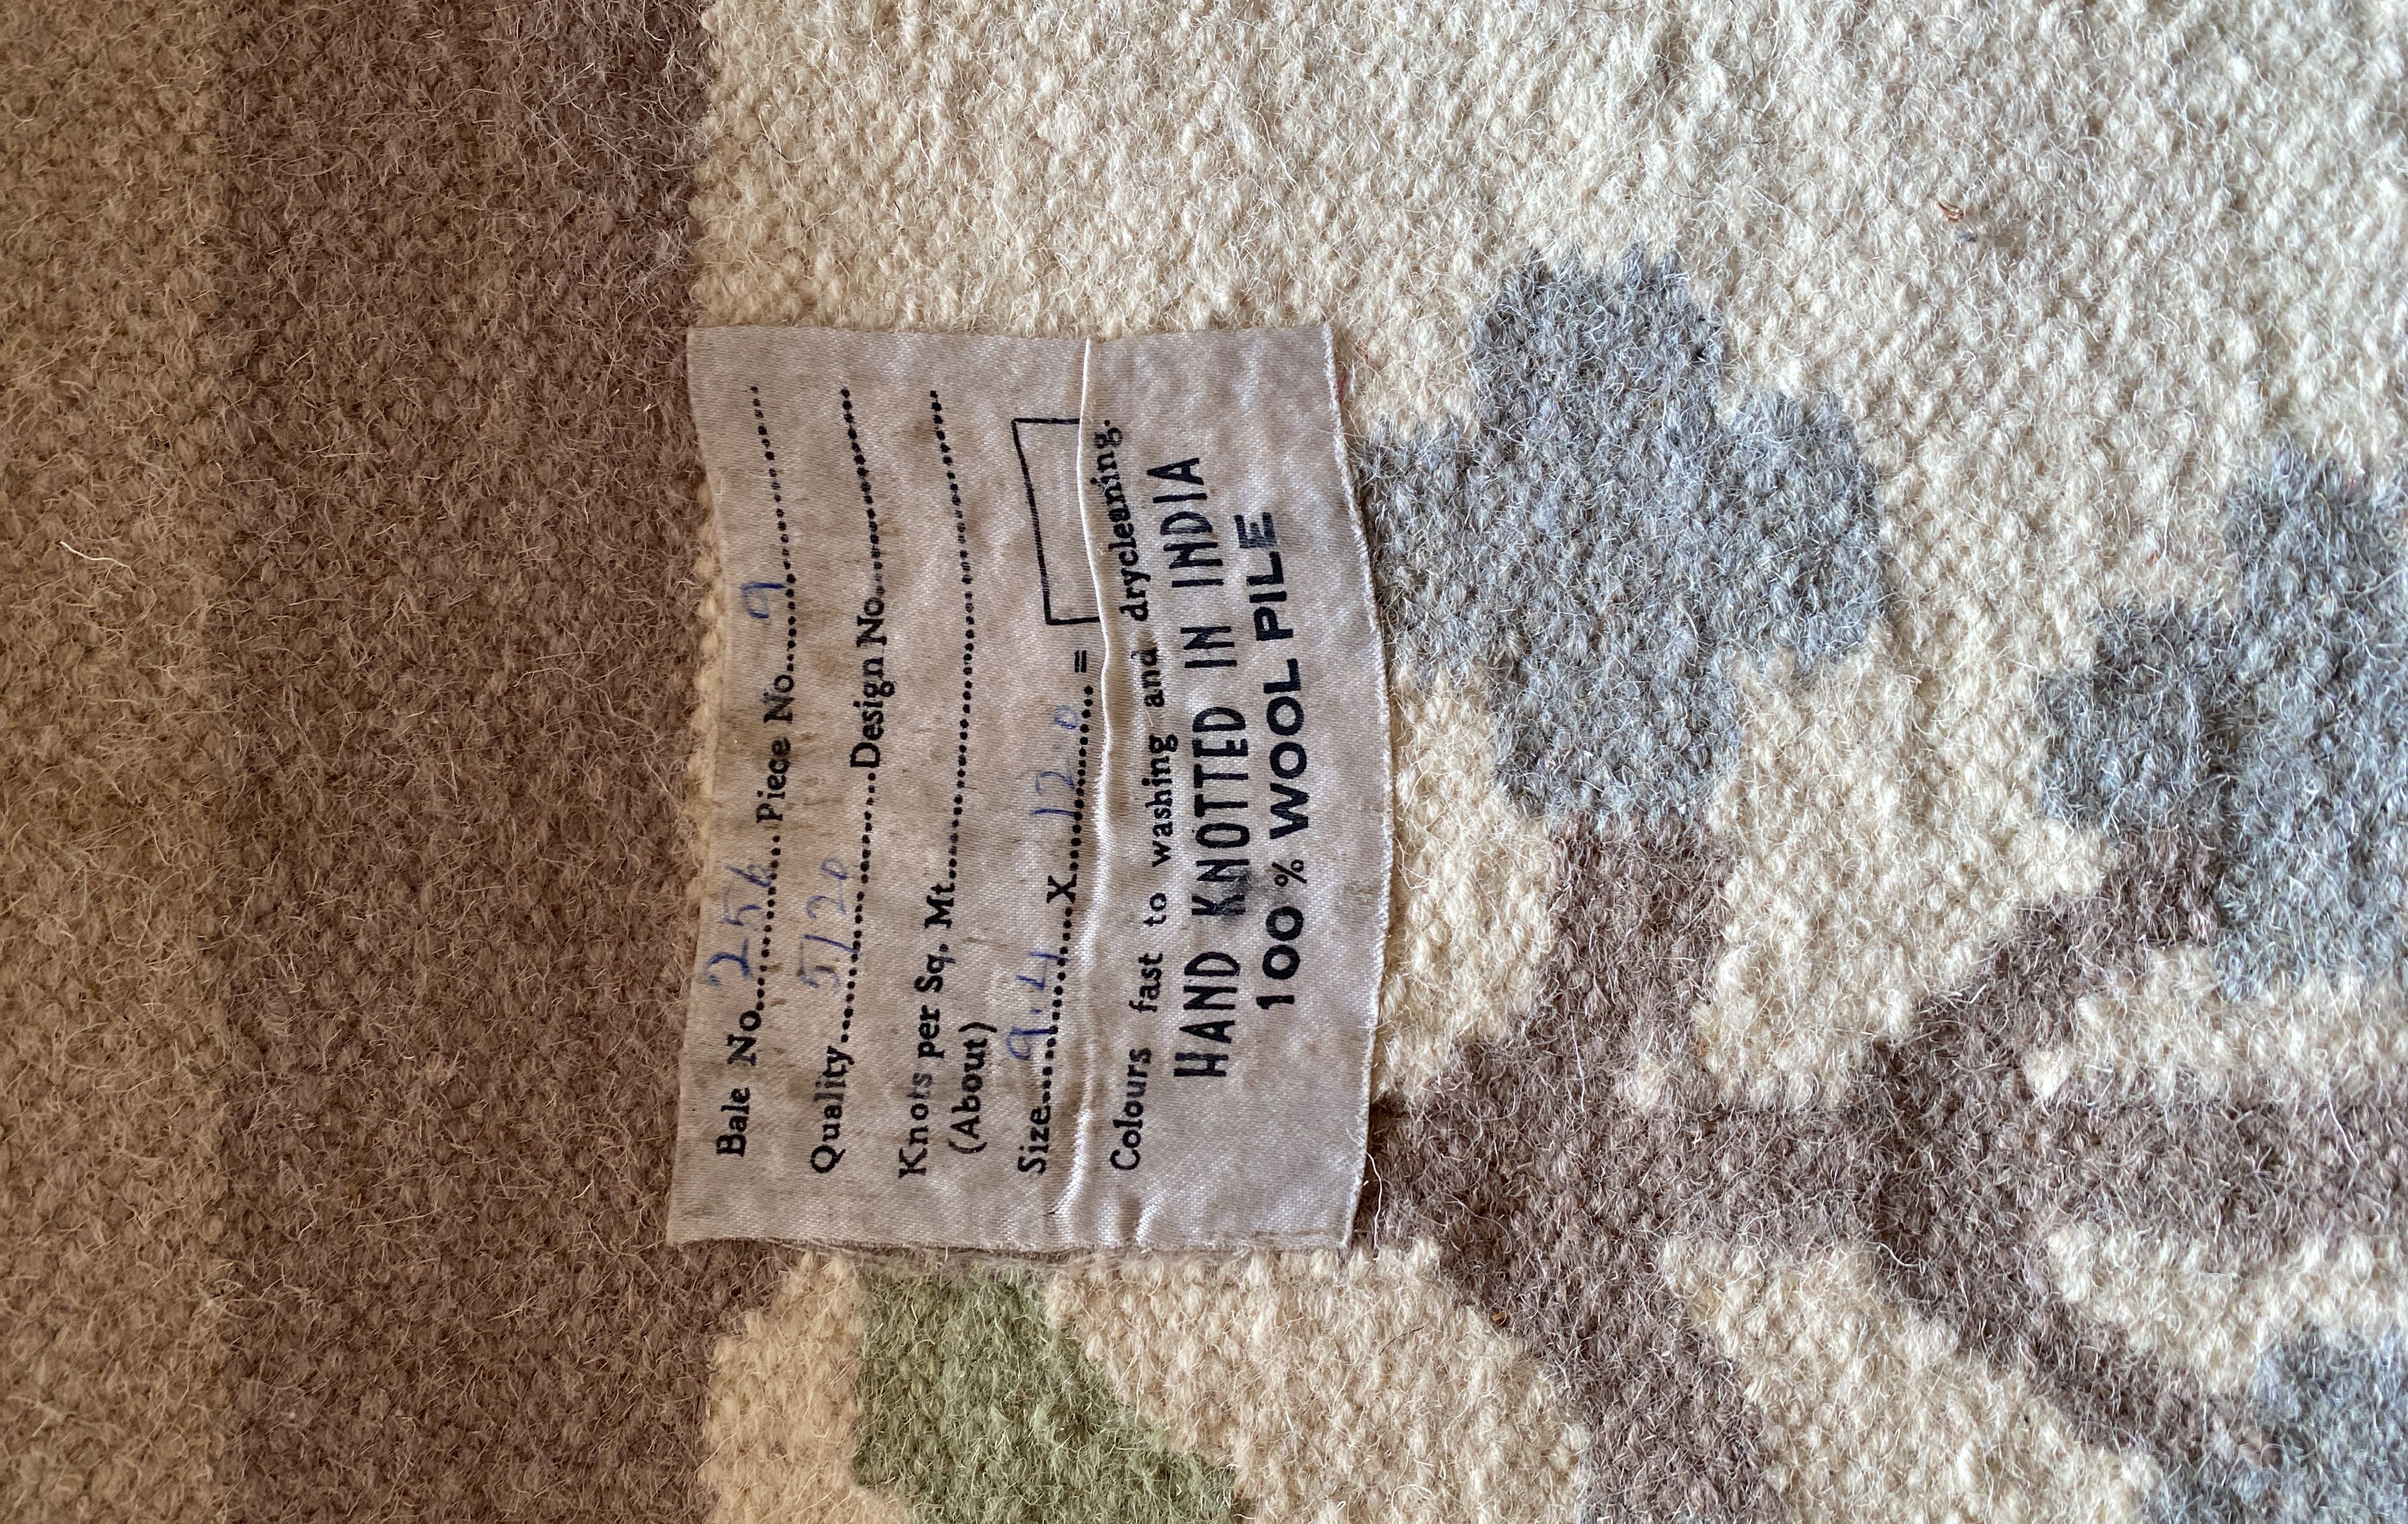 Bale No. 256 Piece No. 9
Quality 5/20 Design No.
Knots per Sq. Mt.
(About)
Size 9.4 X 12.0 =
Colours fast to washing and drycleaning.
HAND KNOTTED IN INDIA
100% WOOL PILE